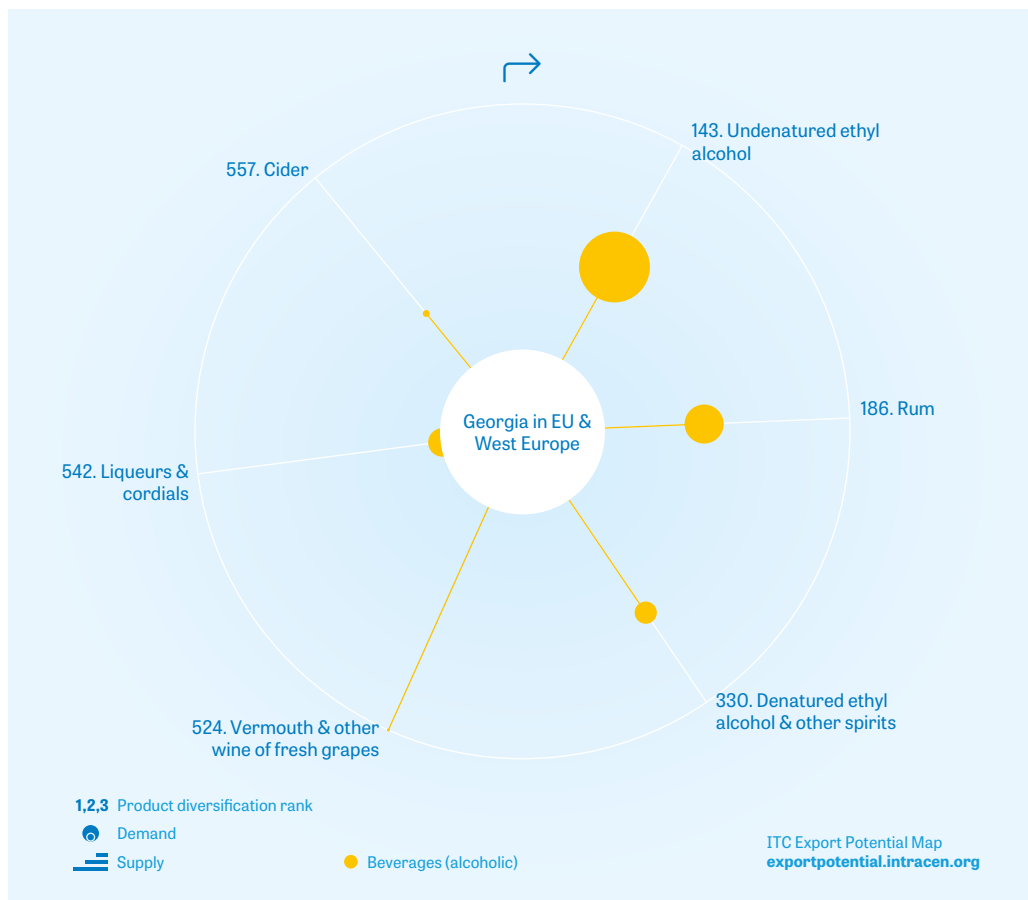 143. Undenatured ethyl
alcohol
557. Cider
186. Rum
Georgia in EU &
West Europe
542. Liqueurs &
cordials
330. Denatured ethyl
alcohol & other spirits
524. Vermouth & other
wine of fresh grapes
1,2,3 Product diversification rank
Demand
Supply
Beverages (alcoholic)
ITC Export Potential Map
exportpotential.intracen.org